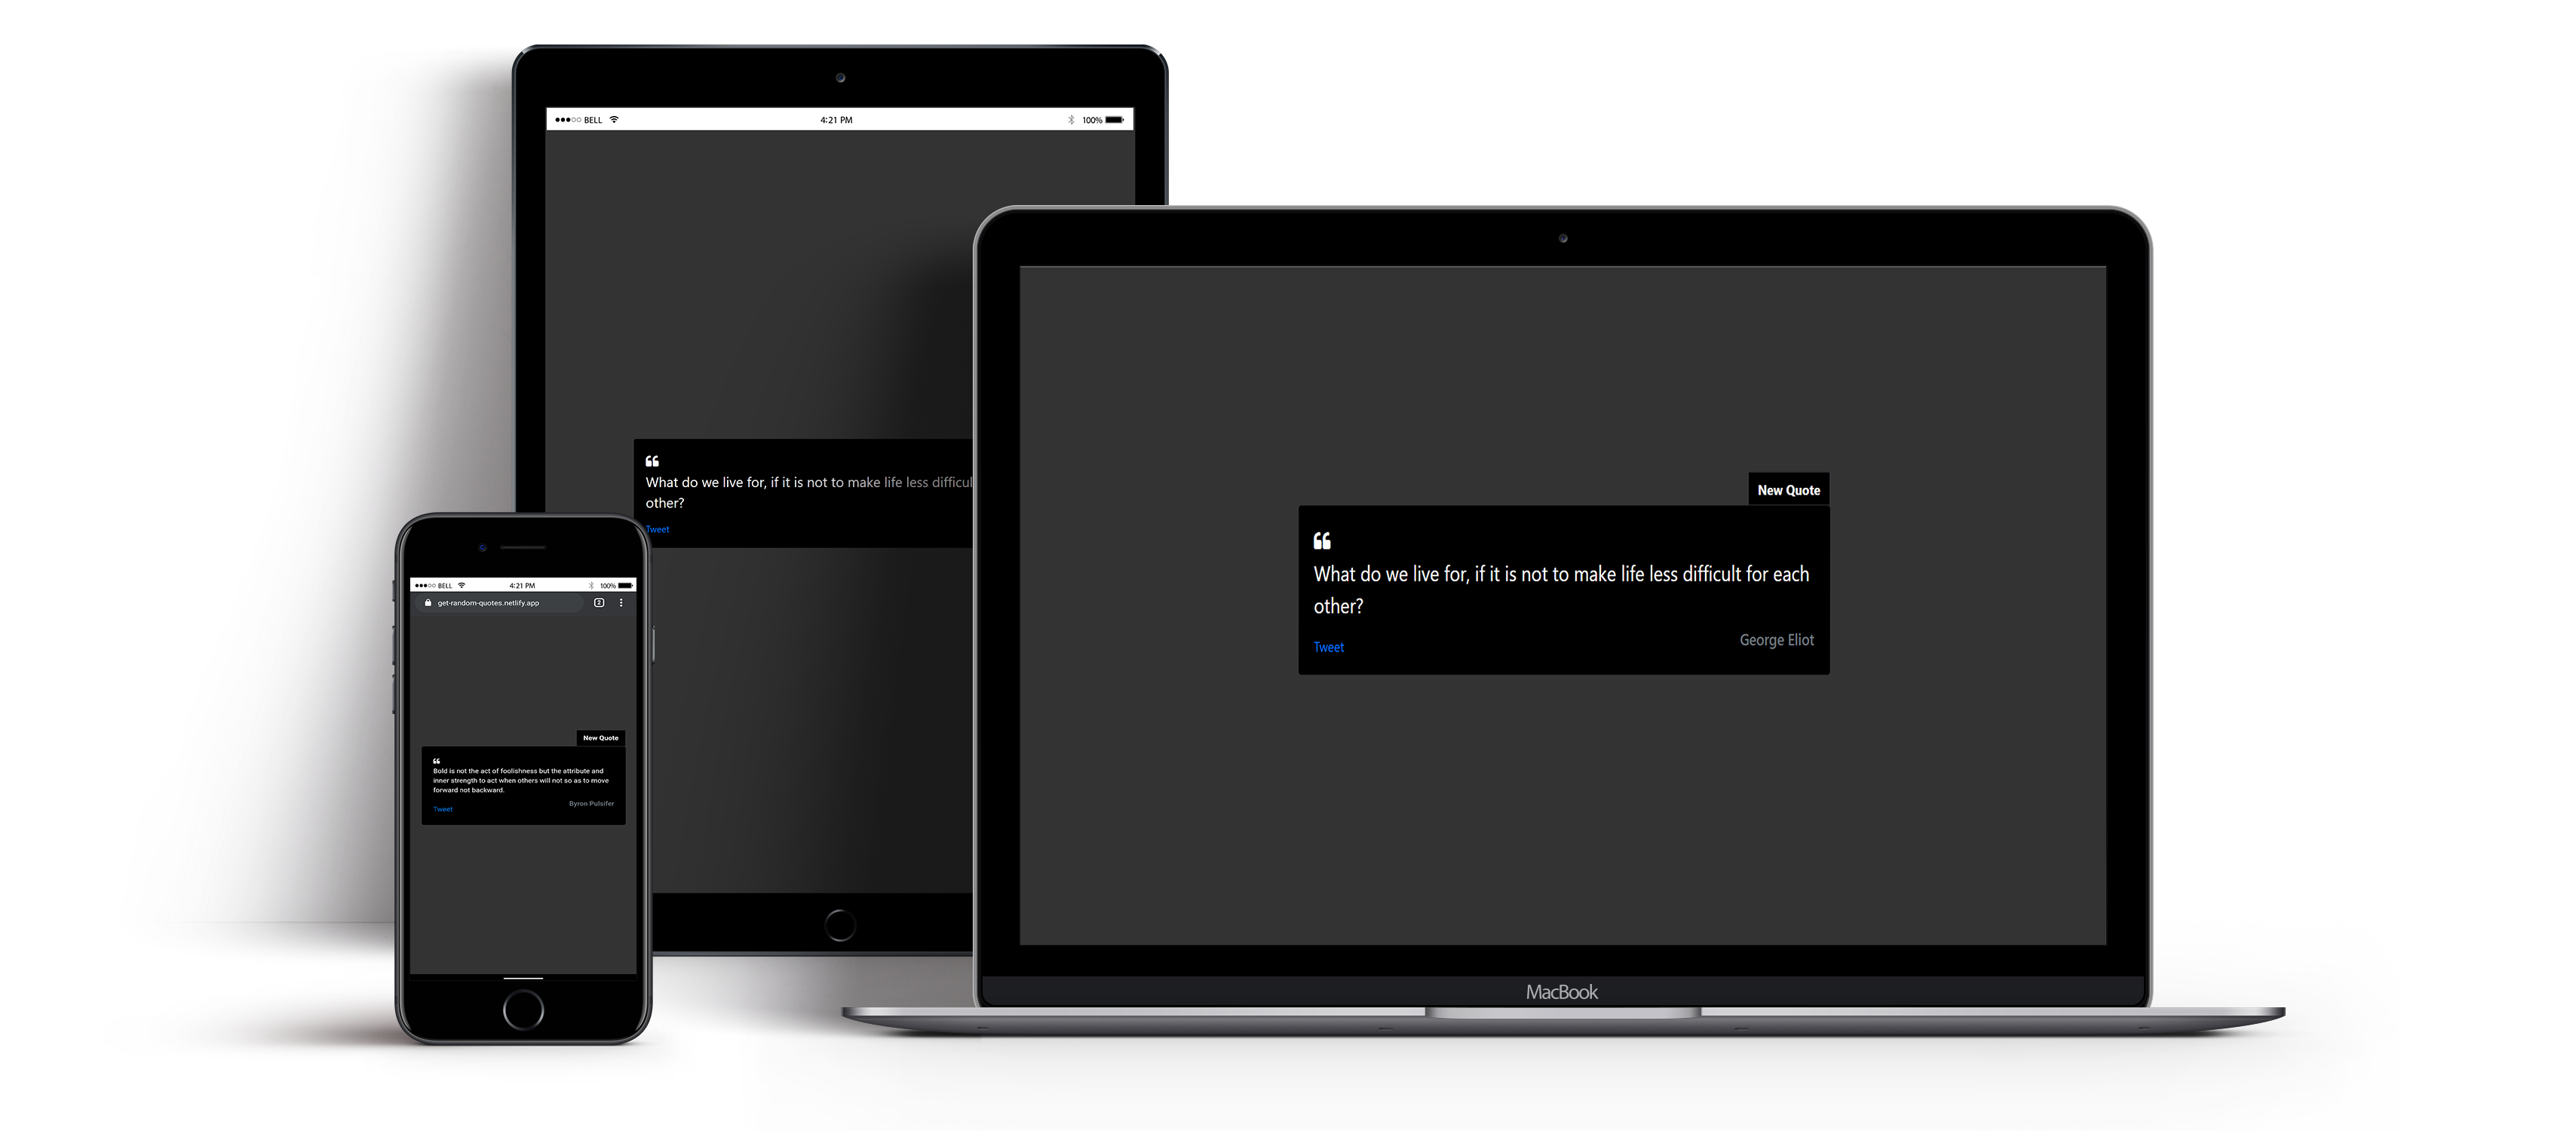 BELL
4:21 PM
100%
What do we live for, if it is not to make life less difficul
other?
Tweet
New Quote
What do we live for, if it is not to make life less difficult for each
other?
George Eliot
Tweet
MacBook
BELL
4:21 PM
100%
get-random-quotes.netlify.app
2
New Quote
Bold is not the act of foolishness but the attribute and
inner strength to act when others will not so as to move
forward not backward.
Byron Pulsifer
Tweet